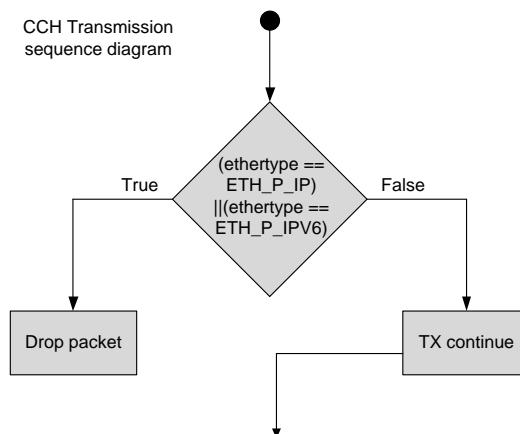 CCH Transmission
sequence diagram
(ethertype ==
ETH_P_IP)
||(ethertype ==
ETH_P_IPV6)
True
False
Drop packet
TX continue